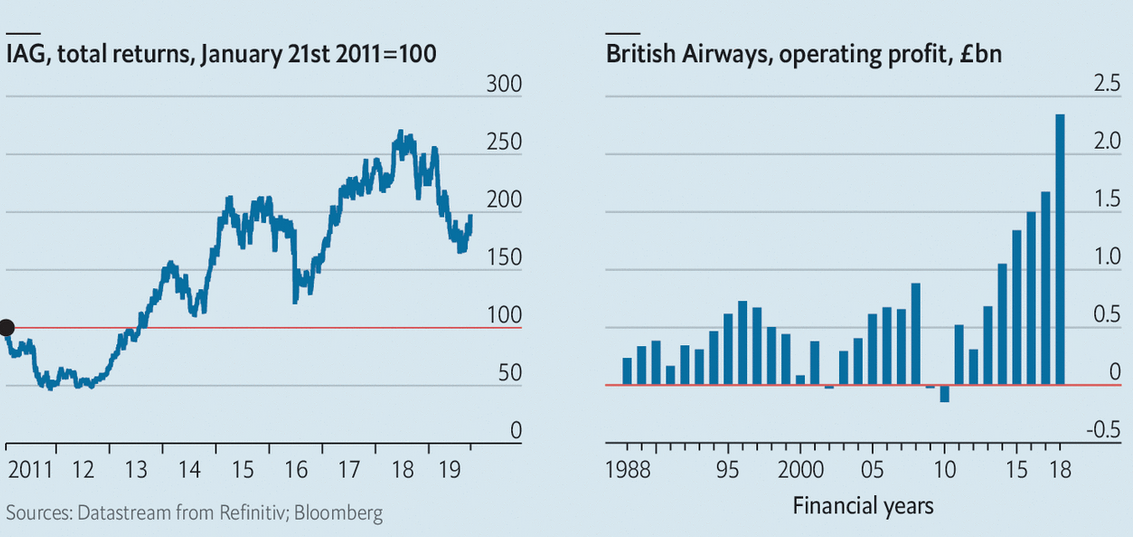 IAG, total returns, January 21st 2011=100
300
250
200
150
100
50
0
2011 12 13 14 15 16 17 18 19
Sources: Datastream from Refinitiv; Bloomberg
British Airways, operating profit, £bn
2.5
2.0
1.5
1.0
0.5
0
-0.5
1988 95 2000 05 10 15 18
Financial years